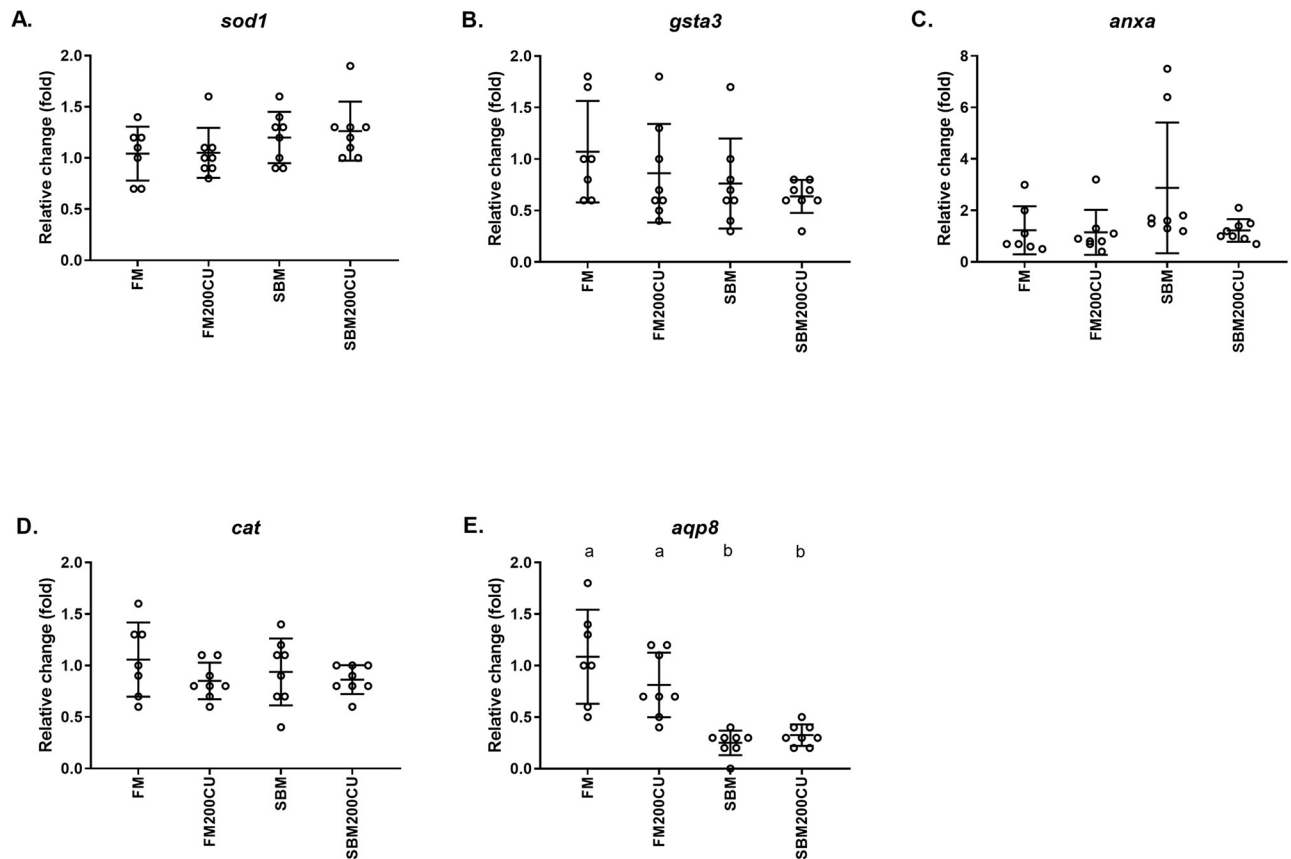 A.
sod1
Relative change (fold)
2.0
1.5
1.0
0.5
0.0
FM
FM200CU
SBM
SBM200CU
B.
gsta3
Relative change (fold)
2.0
1.5
1.0
0.5
0.0
FM
FM200CU
SBM
SBM200CU
C.
anxa
Relative change (fold)
8
6
4
2
0
FM
FM200CU
SBM
SBM200CU
D.
cat
Relative change (fold)
2.0
1.5
1.0
0.5
0.0
FM
FM200CU
SBM
SBM200CU
E.
aqp8
a a b b
Relative change (fold)
2.0
1.5
1.0
0.5
0.0
FM
FM200CU
SBM
SBM200CU